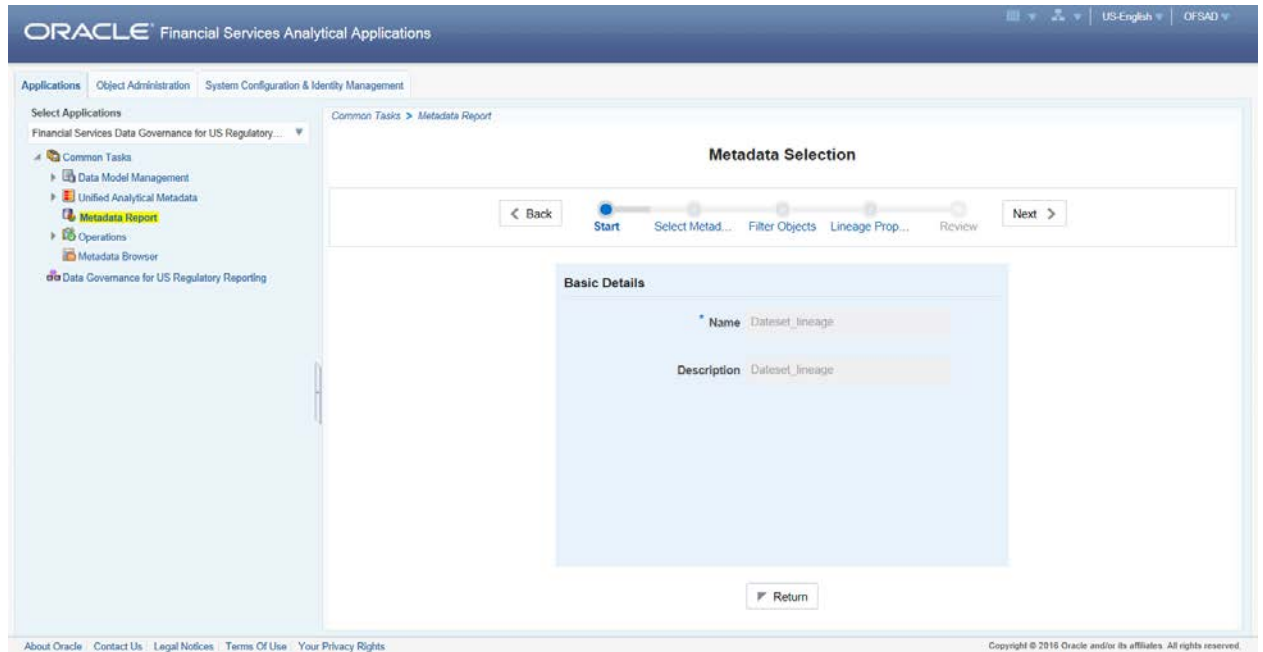 ORACLE Financial Services Analytical Applications
US-English
OFSAD
Applications
Object Administration
System Configuration & Identity Management
Select Applications
Financial Services Data Governance for US Regulatory...
Common Tasks
Data Model Management
Unified Analytical Metadata
Metadata Report
Operations
Metadata Browser
Data Governance for US Regulatory Reporting
Common Tasks > Metadata Report
Metadata Selection
Back
Start
Select Metad...
Filter Objects
Lineage Prop...
Review
Next
Basic Details
* Name Dateset_lineage
Description Dateset_lineage
Return
About Oracle | Contact Us | Legal Notices | Terms Of Use | Your Privacy Rights
Copyright © 2016 Oracle and/or its affiliates. All rights reserved.